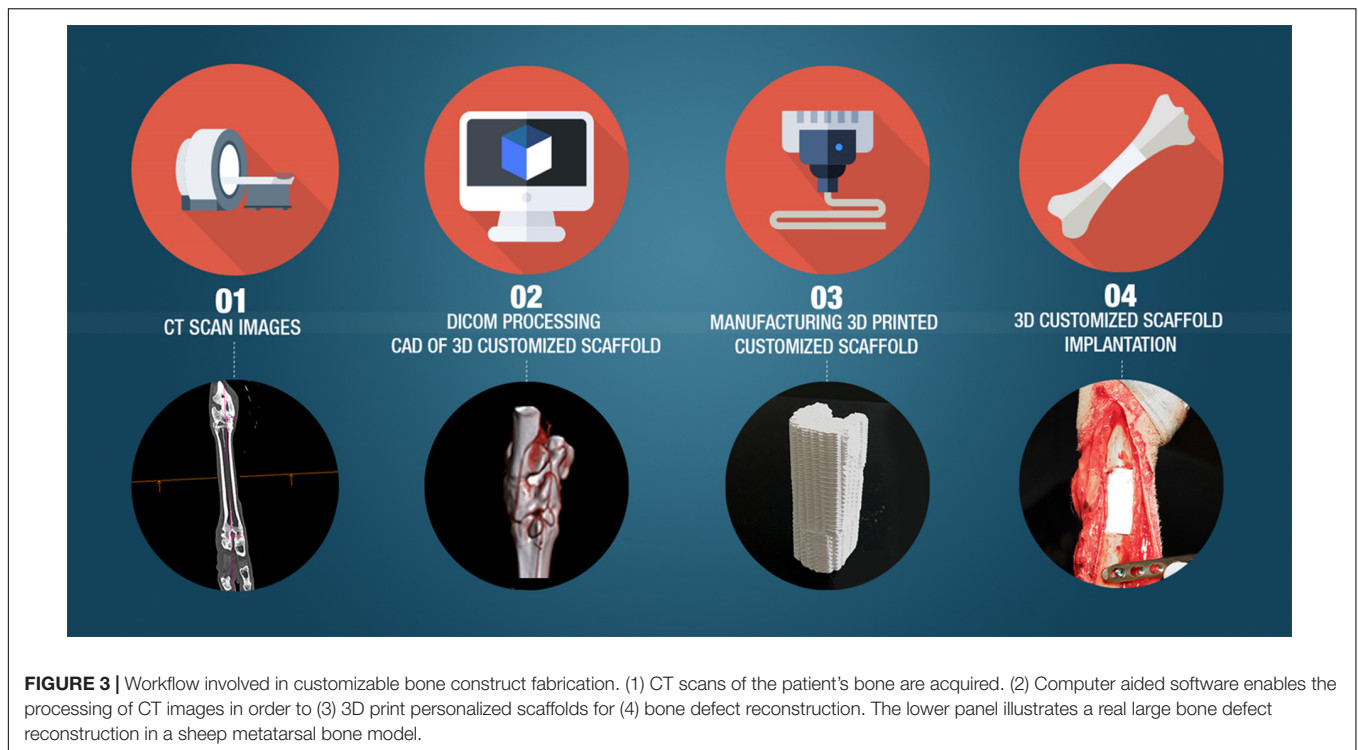 01
CT SCAN IMAGES
02
DICOM PROCESSING
CAD OF 3D CUSTOMIZED SCAFFOLD
03
MANUFACTURING 3D PRINTED
CUSTOMIZED SCAFFOLD
04
3D CUSTOMIZED SCAFFOLD
IMPLANTATION
FIGURE 3 | Workflow involved in customizable bone construct fabrication. (1) CT scans of the patient's bone are acquired. (2) Computer aided software enables the
processing of CT images in order to (3) 3D print personalized scaffolds for (4) bone defect reconstruction. The lower panel illustrates a real large bone defect
reconstruction in a sheep metatarsal bone model.